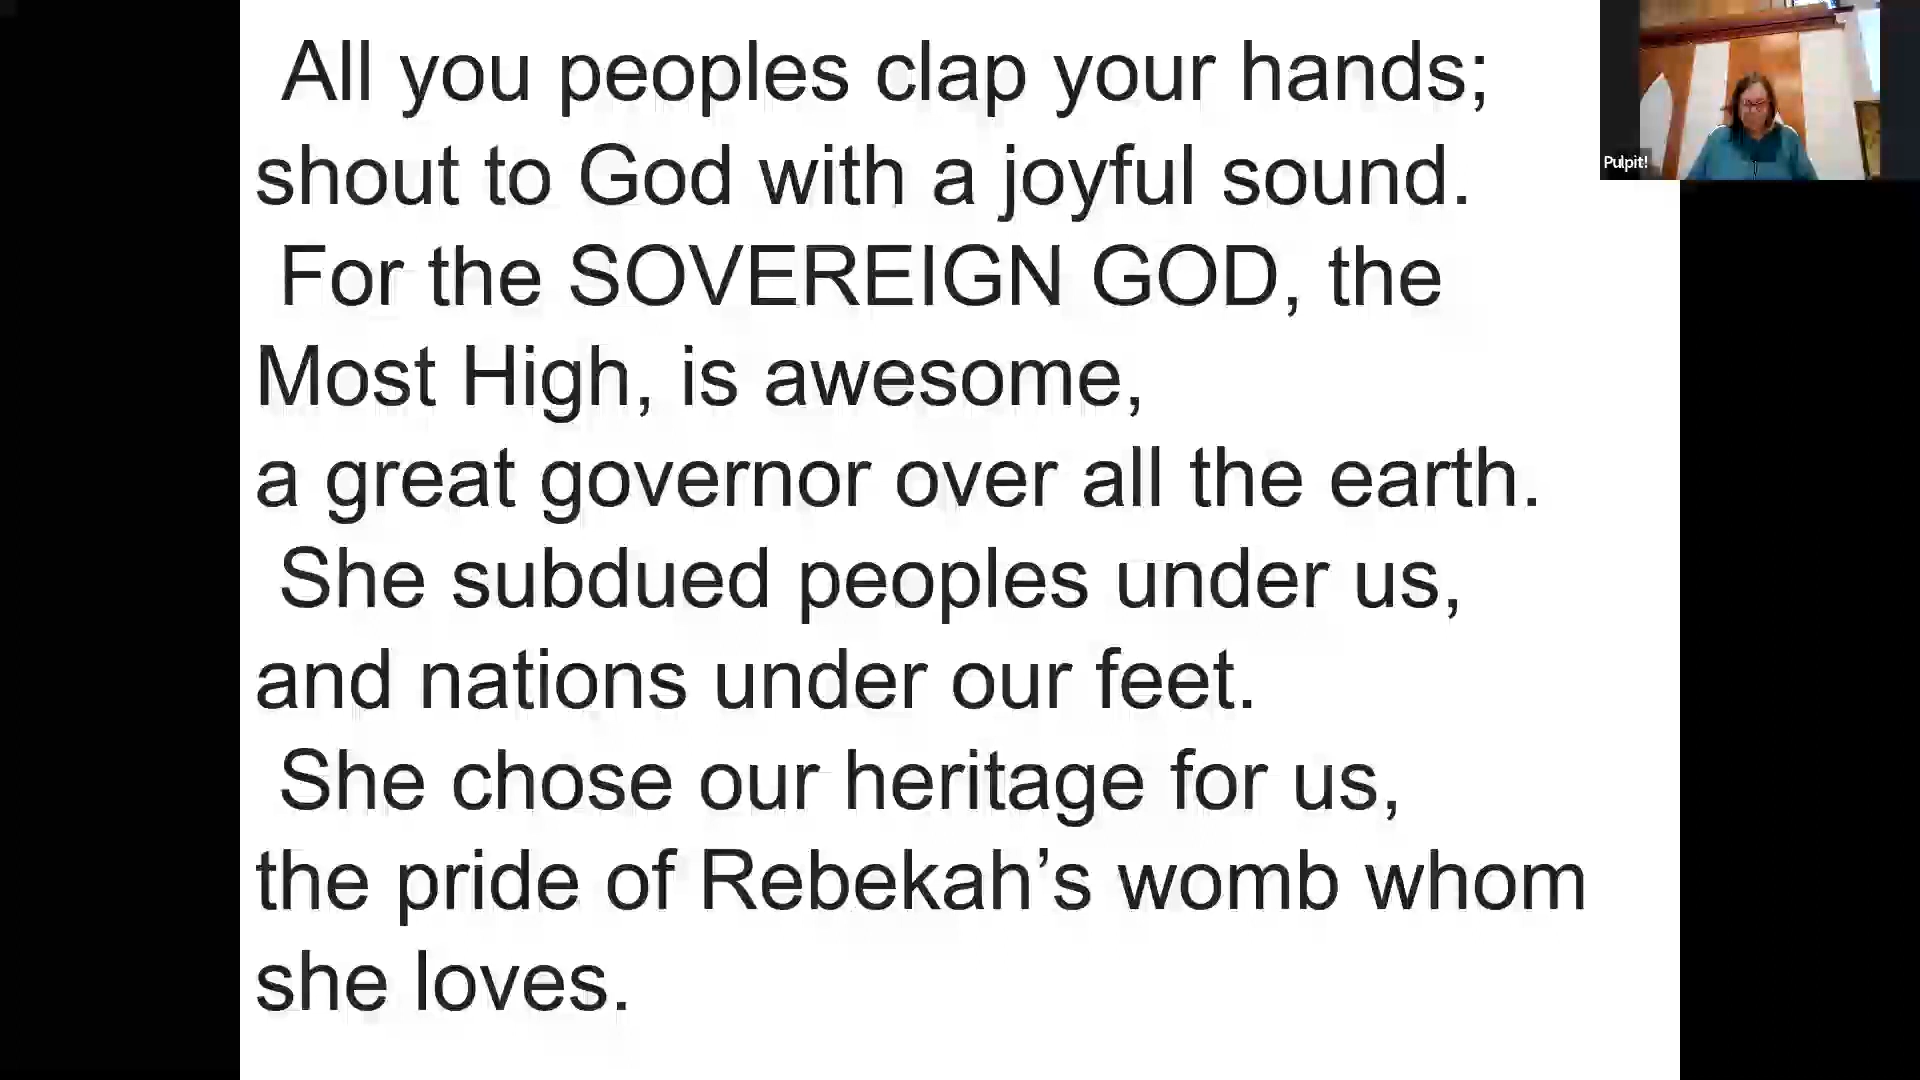 All you peoples clap your hands;
shout to God with a joyful sound.
For the SOVEREIGN GOD, the
Most High, is awesome,
a great governor over all the earth.
She subdued peoples under us,
and nations under our feet.
She chose our heritage for us,
the pride of Rebekah’s womb whom
she loves.
Pulpit!